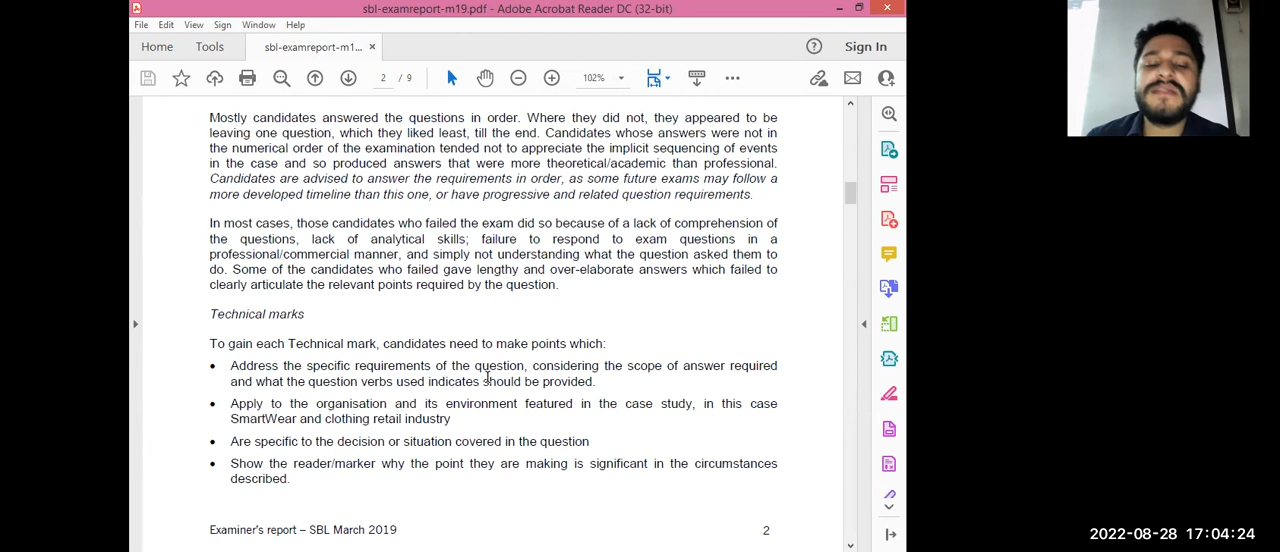 sbl-examreport-m19.pdf - Adobe Acrobat Reader DC (32-bit)
File Edit View Sign Window Help
Home Tools sbl-examreport-m1... × Sign In
2 / 9 102%
Mostly candidates answered the questions in order. Where they did not, they appeared to be
leaving one question, which they liked least, till the end. Candidates whose answers were not in
the numerical order of the examination tended not to appreciate the implicit sequencing of events
in the case and so produced answers that were more theoretical/academic than professional.
Candidates are advised to answer the requirements in order, as some future exams may follow a
more developed timeline than this one, or have progressive and related question requirements.
In most cases, those candidates who failed the exam did so because of a lack of comprehension of
the questions, lack of analytical skills; failure to respond to exam questions in a
professional/commercial manner, and simply not understanding what the question asked them to
do. Some of the candidates who failed gave lengthy and over-elaborate answers which failed to
clearly articulate the relevant points required by the question.
Technical marks
To gain each Technical mark, candidates need to make points which:
• Address the specific requirements of the question, considering the scope of answer required
and what the question verbs used indicates should be provided.
• Apply to the organisation and its environment featured in the case study, in this case
SmartWear and clothing retail industry
• Are specific to the decision or situation covered in the question
• Show the reader/marker why the point they are making is significant in the circumstances
described.
Examiner's report – SBL March 2019 2
2022-08-28 17:04:24